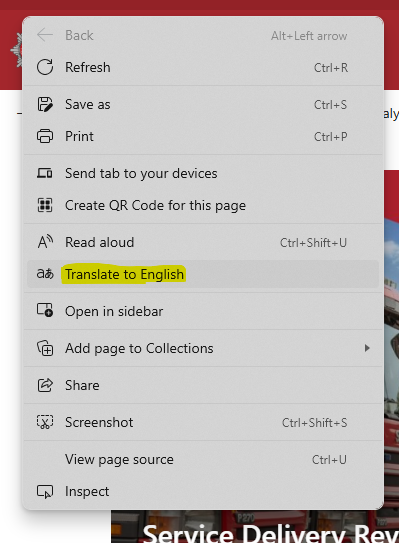 Back Alt+Left arrow
Refresh Ctrl+R
Save as Ctrl+S
Print Ctrl+P
Send tab to your devices
Create QR Code for this page
Read aloud Ctrl+Shift+U
aあ Translate to English
Open in sidebar
Add page to Collections
Share
Screenshot Ctrl+Shift+S
View page source Ctrl+U
Inspect
Service Delivery Rev